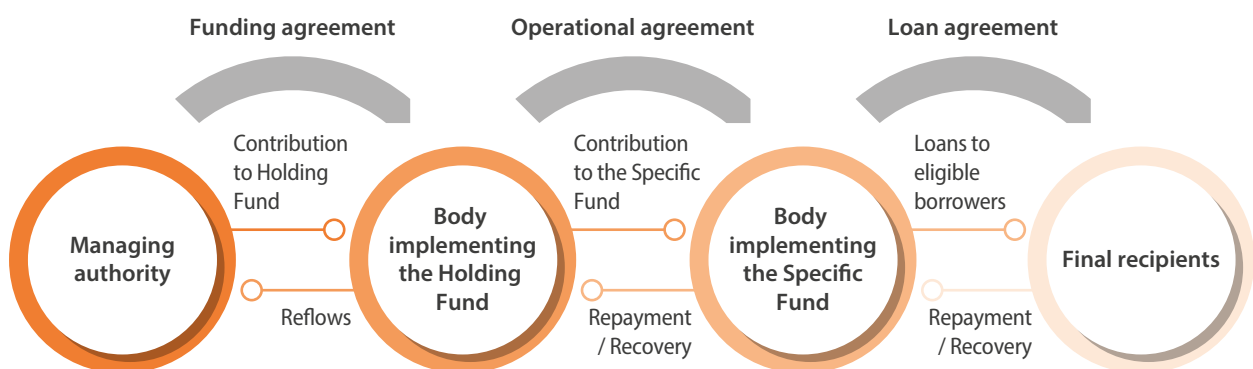 Funding agreement
Operational agreement
Loan agreement
Contribution
to Holding
Fund
Contribution
to the Specific
Fund
Loans to
eligible
borrowers
Managing
authority
Body
implementing
the Holding
Fund
Body
implementing
the Specific
Fund
Final recipients
Reflows
Repayment
/ Recovery
Repayment
/ Recovery